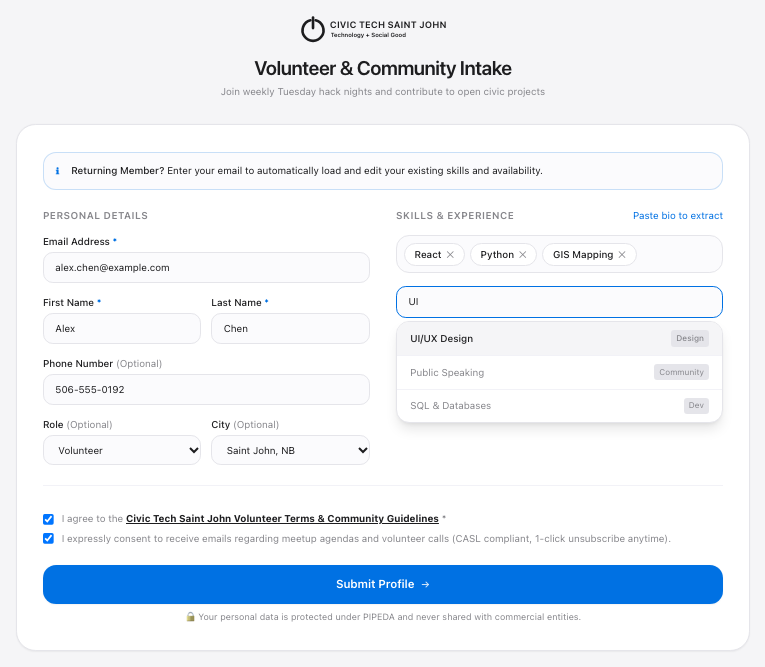 CIVIC TECH SAINT JOHN
Technology + Social Good
Volunteer & Community Intake
Join weekly Tuesday hack nights and contribute to open civic projects
ℹ Returning Member? Enter your email to automatically load and edit your existing skills and availability.
PERSONAL DETAILS
Email Address *
alex.chen@example.com
First Name *
Last Name *
Alex
Chen
Phone Number (Optional)
506-555-0192
Role (Optional)
City (Optional)
Volunteer
Saint John, NB
SKILLS & EXPERIENCE
Paste bio to extract
React ×
Python ×
GIS Mapping ×
UI
UI/UX Design
Design
Public Speaking
Community
SQL & Databases
Dev
I agree to the Civic Tech Saint John Volunteer Terms & Community Guidelines *
I expressly consent to receive emails regarding meetup agendas and volunteer calls (CASL compliant, 1-click unsubscribe anytime).
Submit Profile →
🔒 Your personal data is protected under PIPEDA and never shared with commercial entities.